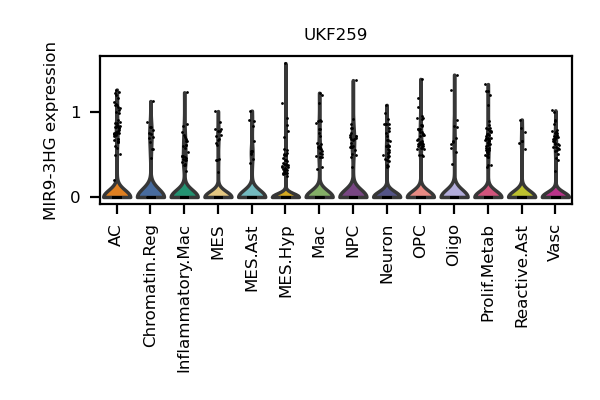 UKF259
MIR9-3HG expression
1
0
AC
Chromatin.Reg
Inflammatory.Mac
MES
MES.Ast
MES.Hyp
Mac
NPC
Neuron
OPC
Oligo
Prolif.Metab
Reactive.Ast
Vasc